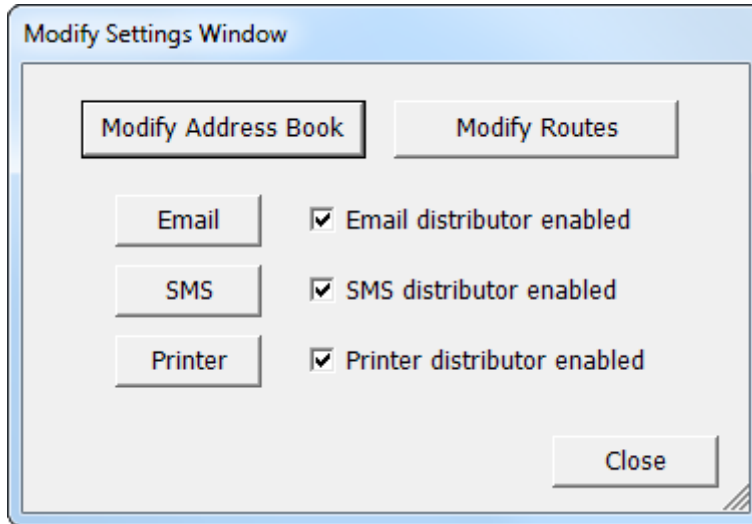 Modify Settings Window
Modify Address Book Modify Routes
Email Email distributor enabled
SMS SMS distributor enabled
Printer Printer distributor enabled
Close